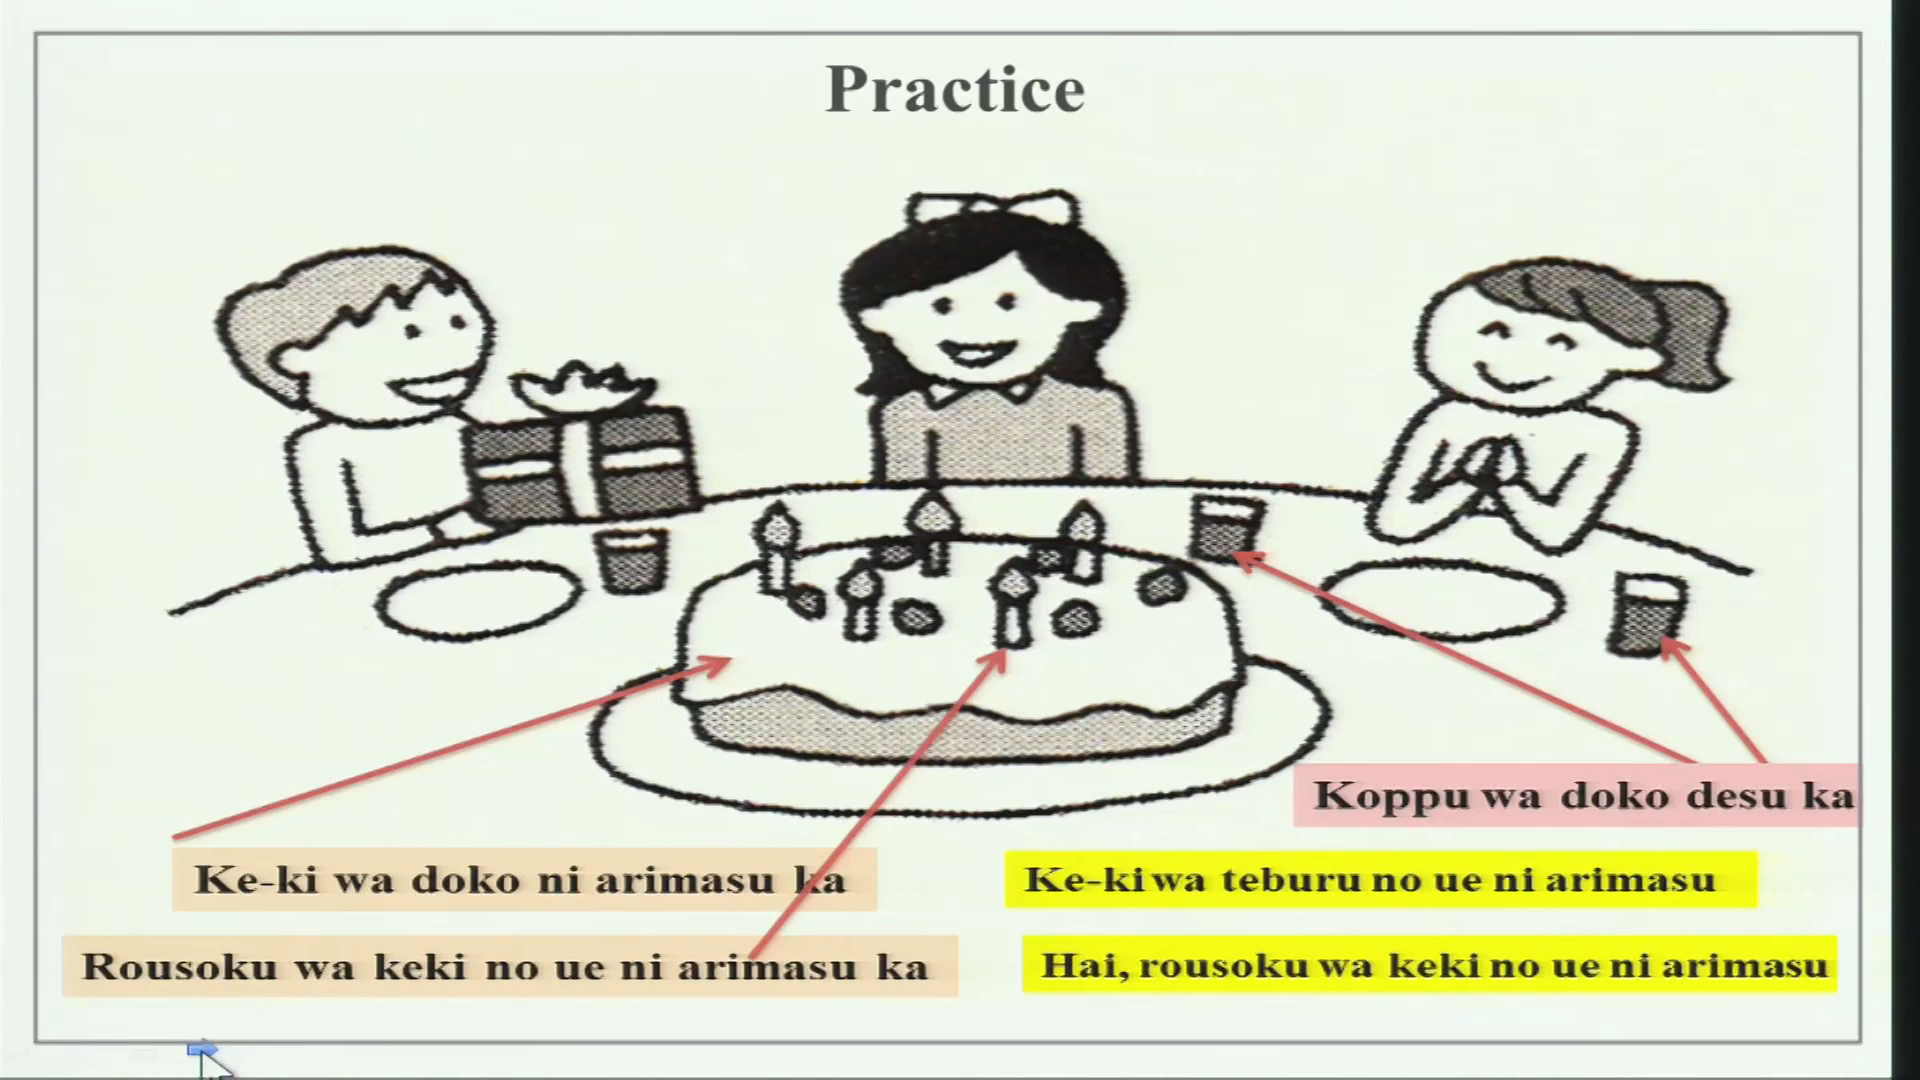 Practice
Koppu wa doko desu ka
Ke-ki wa doko ni arimasu ka
Ke-ki wa teburu no ue ni arimasu
Rousoku wa keki no ue ni arimasu ka
Hai, rousoku wa keki no ue ni arimasu